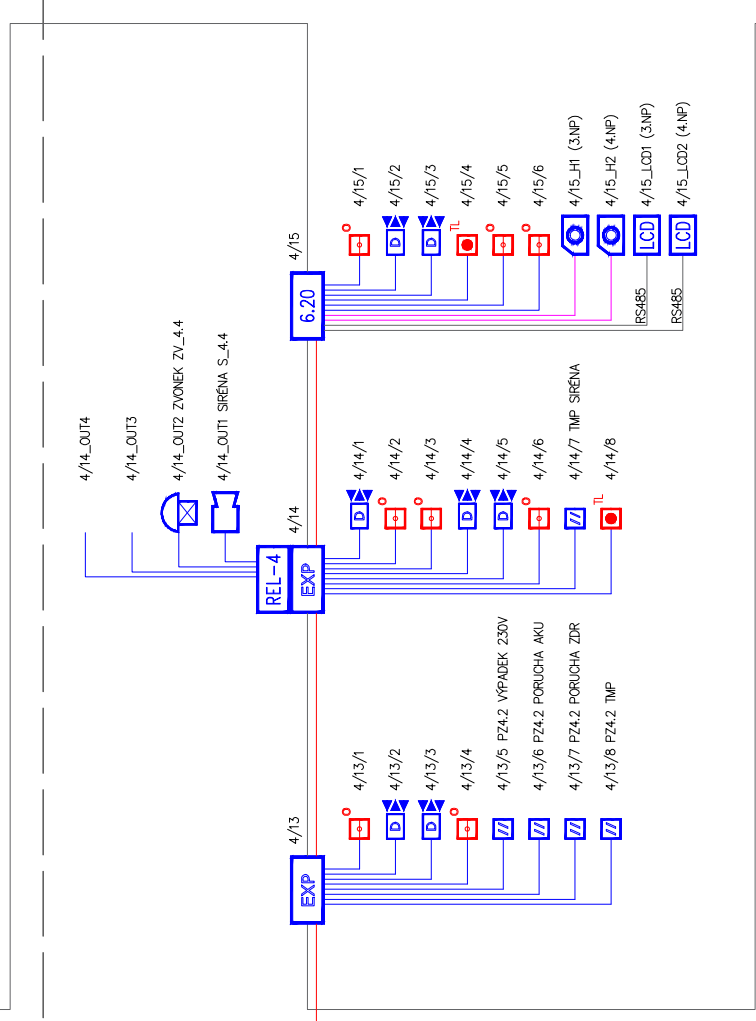 4/15
6.20
4/15/1
O
4/15/2
D
4/15/3
D
4/15/4
TL
4/15/5
O
4/15/6
O
4/15_H1 (3.NP)
4/15_H2 (4.NP)
4/15_LCD1 (3.NP)
LCD
RS485
4/15_LCD2 (4.NP)
LCD
RS485
4/14_OUT4
4/14_OUT3
4/14_OUT2 ZVONEK ZV_4.4
4/14_OUT1 SIRÉNA S_4.4
4/14
REL-4
EXP
4/14/1
D
4/14/2
O
4/14/3
O
4/14/4
D
4/14/5
D
4/14/6
O
4/14/7 TMP SIRÉNA
4/14/8
TL
4/13
EXP
4/13/1
O
4/13/2
D
4/13/3
D
4/13/4
O
4/13/5 PZ4.2 VÝPADEK 230V
4/13/6 PZ4.2 PORUCHA AKU
4/13/7 PZ4.2 PORUCHA ZDR
4/13/8 PZ4.2 TMP